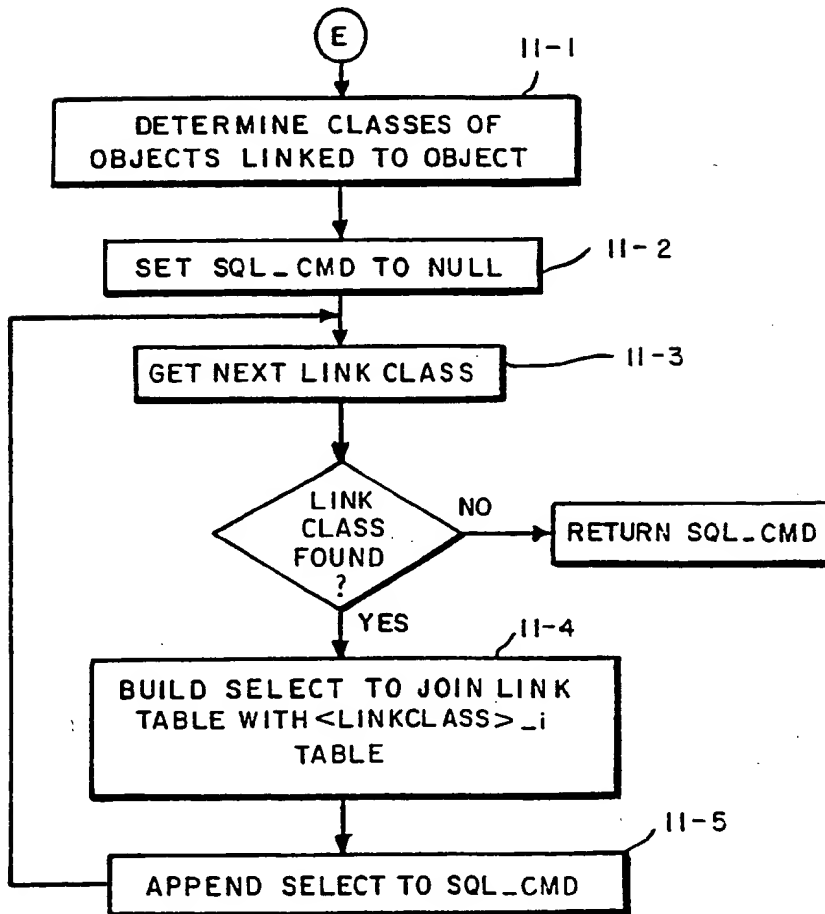 E
11-1
DETERMINE CLASSES OF
OBJECTS LINKED TO OBJECT
SET SQL_CMD TO NULL
11-2
GET NEXT LINK CLASS
11-3
LINK
CLASS
FOUND
?
NO
RETURN SQL_CMD
YES
11-4
BUILD SELECT TO JOIN LINK
TABLE WITH <LINKCLASS>_i
TABLE
11-5
APPEND SELECT TO SQL_CMD